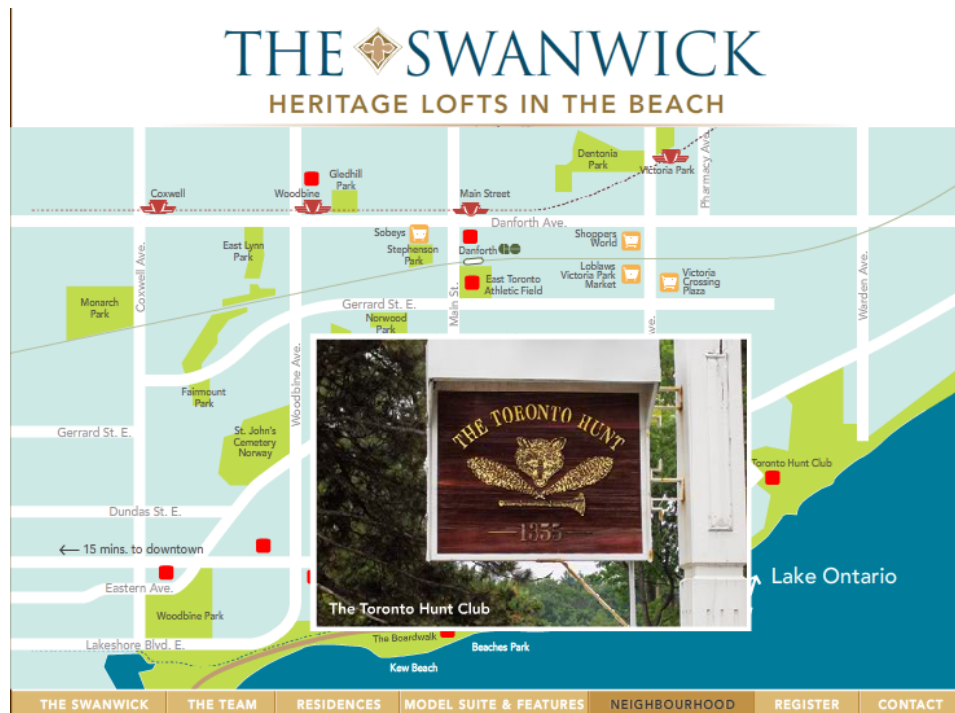 THE SWANWICK
HERITAGE LOFTS IN THE BEACH
Dentonia
Park
Victoria Park
Pharmacy Ave.
Gledhill
Park
Coxwell
Woodbine
Main Street
Danforth Ave.
Sobeys
Stephenson
Park
Danforth
GO
Shoppers
World
East Lynn
Park
Coxwell Ave.
East Toronto
Athletic Field
Loblaws
Victoria Park
Market
Victoria
Crossing
Plaza
Warden Ave.
Monarch
Park
Main St.
Gerrard St. E.
Norwood
Park
Ave.
Woodbine Ave.
Fairmount
Park
THE TORONTO HUNT
1355
The Toronto Hunt Club
Gerrard St. E.
St. John's
Cemetery
Norway
Toronto Hunt Club
Dundas St. E.
← 15 mins. to downtown
Eastern Ave.
Lake Ontario
Woodbine Park
Lakeshore Blvd. E.
The Boardwalk
Beaches Park
Kew Beach
THE SWANWICK
THE TEAM
RESIDENCES
MODEL SUITE & FEATURES
NEIGHBOURHOOD
REGISTER
CONTACT